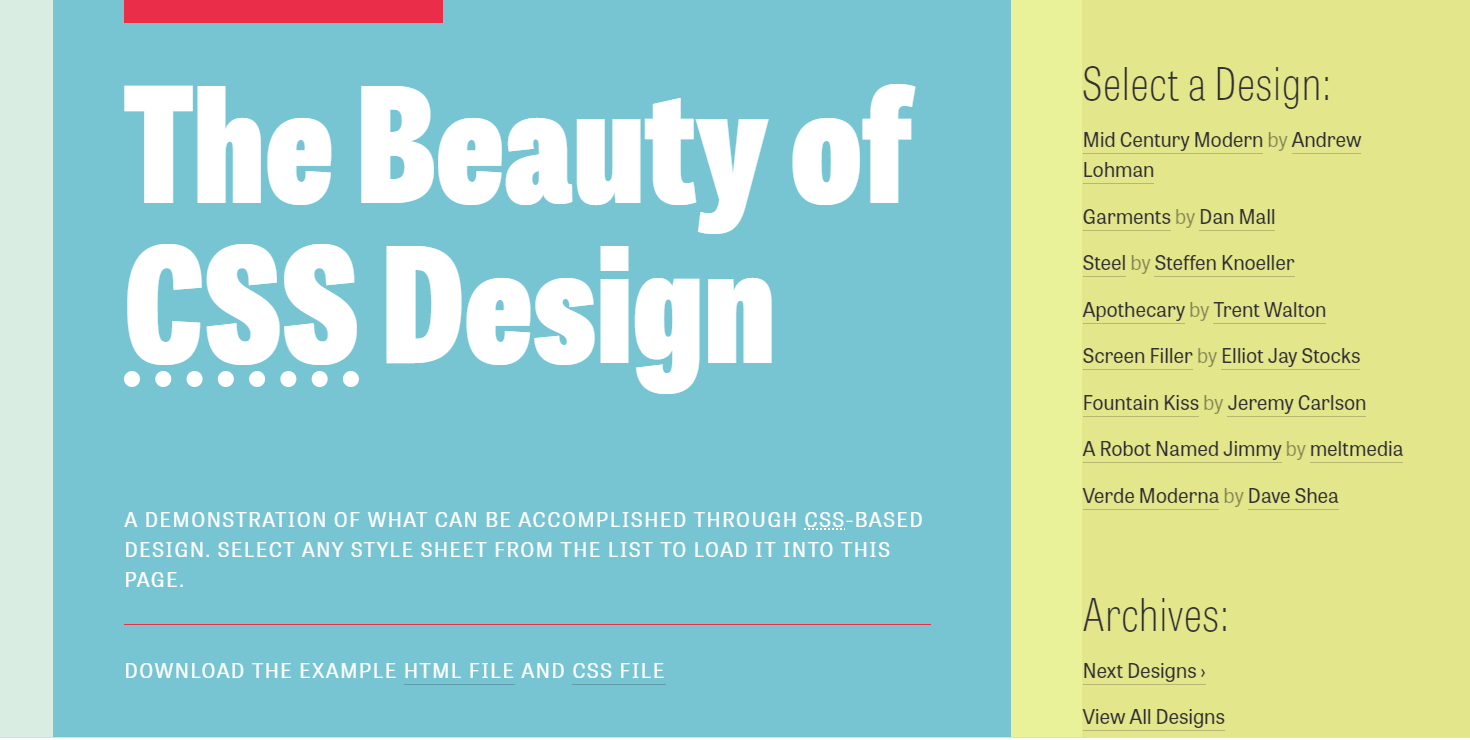 The Beauty of
CSS Design
A DEMONSTRATION OF WHAT CAN BE ACCOMPLISHED THROUGH CSS-BASED
DESIGN. SELECT ANY STYLE SHEET FROM THE LIST TO LOAD IT INTO THIS
PAGE.
DOWNLOAD THE EXAMPLE HTML FILE AND CSS FILE
Select a Design:
Mid Century Modern by Andrew
Lohman
Garments by Dan Mall
Steel by Steffen Knoeller
Apothecary by Trent Walton
Screen Filler by Elliot Jay Stocks
Fountain Kiss by Jeremy Carlson
A Robot Named Jimmy by meltmedia
Verde Moderna by Dave Shea
Archives:
Next Designs ›
View All Designs